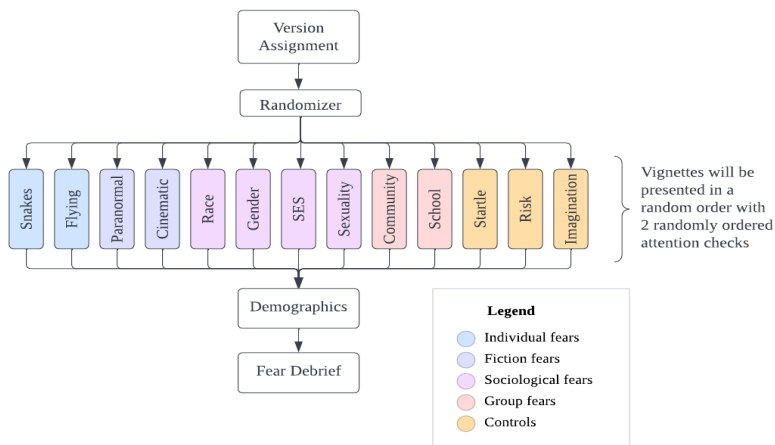 Version
Assignment
Randomizer
Snakes
Flying
Paranormal
Cinematic
Race
Gender
SES
Sexuality
Community
School
Startle
Risk
Imagination
Vignettes will be
presented in a
random order with
2 randomly ordered
attention checks
Demographics
Fear Debrief
Legend
Individual fears
Fiction fears
Sociological fears
Group fears
Controls